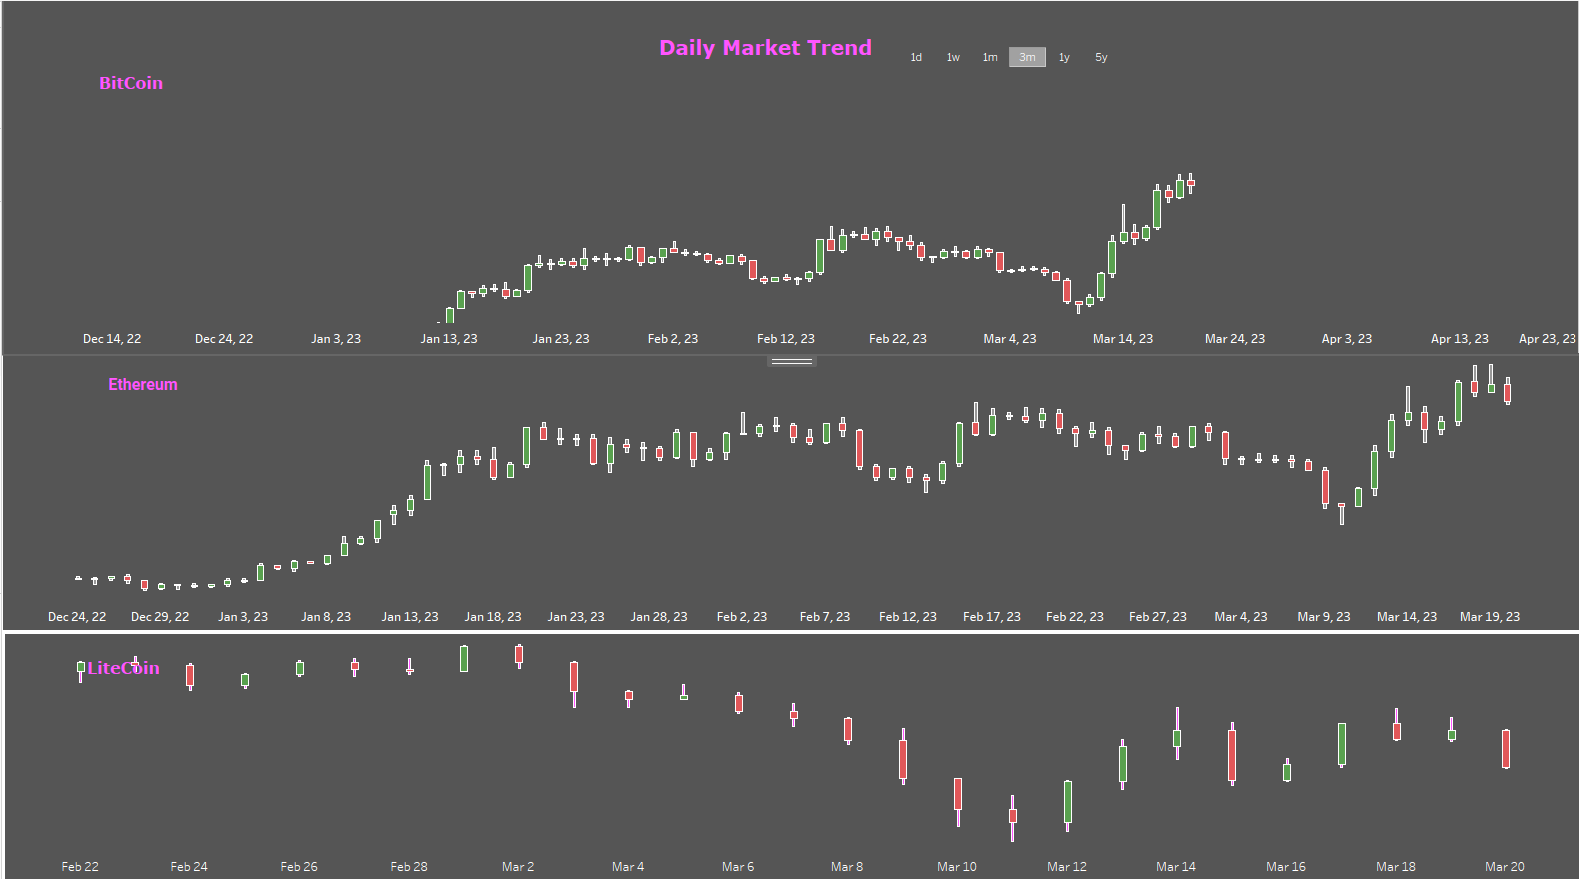 Daily Market Trend
1d 1w 1m 3m 1y 5y
BitCoin
Dec 14, 22 Dec 24, 22 Jan 3, 23 Jan 13, 23 Jan 23, 23 Feb 2, 23 Feb 12, 23 Feb 22, 23 Mar 4, 23 Mar 14, 23 Mar 24, 23 Apr 3, 23 Apr 13, 23 Apr 23, 23
Ethereum
Dec 24, 22 Dec 29, 22 Jan 3, 23 Jan 8, 23 Jan 13, 23 Jan 18, 23 Jan 23, 23 Jan 28, 23 Feb 2, 23 Feb 7, 23 Feb 12, 23 Feb 17, 23 Feb 22, 23 Feb 27, 23 Mar 4, 23 Mar 9, 23 Mar 14, 23 Mar 19, 23
LiteCoin
Feb 22 Feb 24 Feb 26 Feb 28 Mar 2 Mar 4 Mar 6 Mar 8 Mar 10 Mar 12 Mar 14 Mar 16 Mar 18 Mar 20